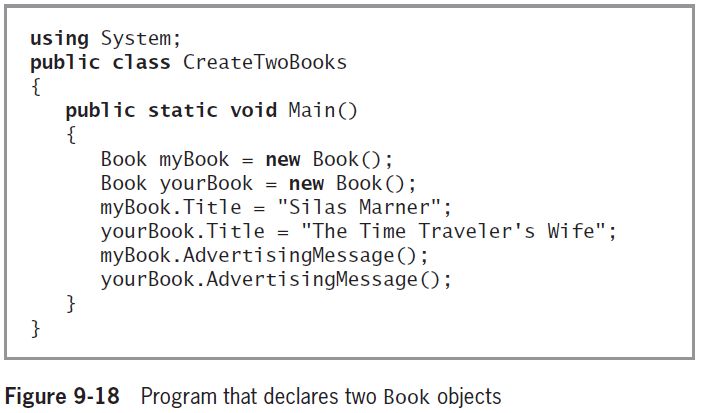 using System;
public class CreateTwoBooks
{
   public static void Main()
   {
      Book myBook = new Book();
      Book yourBook = new Book();
      myBook.Title = "Silas Marner";
      yourBook.Title = "The Time Traveler's Wife";
      myBook.AdvertisingMessage();
      yourBook.AdvertisingMessage();
   }
}
Figure 9-18 Program that declares two Book objects